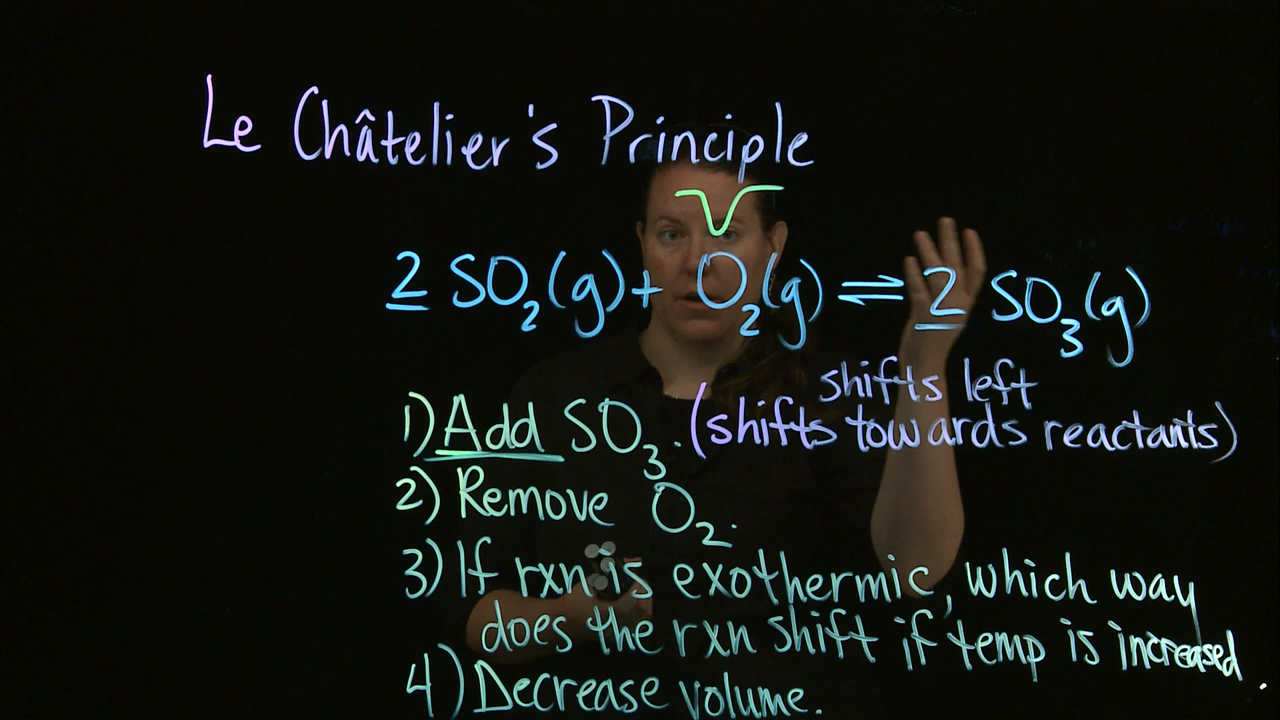 Le Châtelier's Principle
2 SO₂(g) + O₂(g) ⇌ 2 SO₃(g)
shifts left
1) Add SO₃. (shifts towards reactants)
2) Remove O₂.
3) If rxn is exothermic, which way
does the rxn shift if temp is increased.
4) Decrease volume.